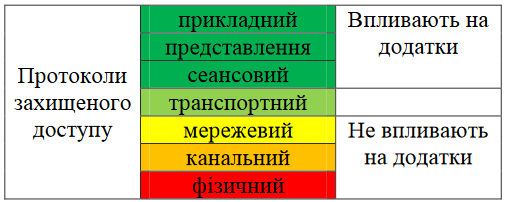 Протоколи
захищеного
доступу
прикладний
представлення
сеансовий
транспортний
мережевий
канальний
фізичний
Впливають на
додатки
Не впливають
на додатки